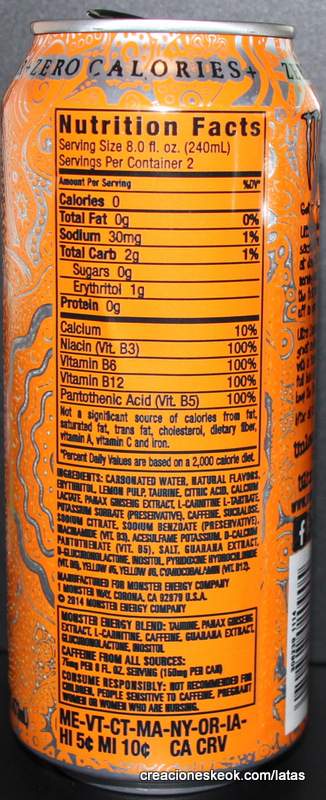 -ZERO CALORIES+
Nutrition Facts
Serving Size 8.0 fl. oz. (240mL)
Servings Per Container 2
Amount Per Serving %DV*
Calories 0
Total Fat 0g 0%
Sodium 30mg 1%
Total Carb 2g 1%
Sugars 0g
Erythritol 1g
Protein 0g
Calcium 10%
Niacin (Vit. B3) 100%
Vitamin B6 100%
Vitamin B12 100%
Pantothenic Acid (Vit. B5) 100%
Not a significant source of calories from fat,
saturated fat, trans fat, cholesterol, dietary fiber,
vitamin A, vitamin C and iron.
*Percent Daily Values are based on a 2,000 calorie diet.
INGREDIENTS: CARBONATED WATER, NATURAL FLAVORS,
ERYTHRITOL, LEMON PULP, TAURINE, CITRIC ACID, CALCIUM
LACTATE, PANAX GINSENG EXTRACT, L-CARNITINE L-TARTRATE,
POTASSIUM SORBATE (PRESERVATIVE), CAFFEINE, SUCRALOSE,
SODIUM CITRATE, SODIUM BENZOATE (PRESERVATIVE),
NIACINAMIDE (VIT. B3), ACESULFAME POTASSIUM, D-CALCIUM
PANTOTHENATE (VIT. B5), SALT, GUARANA EXTRACT,
D-GLUCURONOLACTONE, INOSITOL, PYRIDOXINE HYDROCHLORIDE
(VIT. B6), YELLOW #5, YELLOW #6, CYANOCOBALAMIN (VIT. B12).
MANUFACTURED FOR MONSTER ENERGY COMPANY
1 MONSTER WAY, CORONA, CA 92879 U.S.A.
© 2014 MONSTER ENERGY COMPANY
MONSTER ENERGY BLEND: TAURINE, PANAX GINSENG
EXTRACT, L-CARNITINE, CAFFEINE, GUARANA EXTRACT,
GLUCURONOLACTONE, INOSITOL
CAFFEINE FROM ALL SOURCES:
75mg PER 8 FL. OZ. SERVING (150mg PER CAN)
CONSUME RESPONSIBLY: NOT RECOMMENDED FOR
CHILDREN, PEOPLE SENSITIVE TO CAFFEINE, PREGNANT
WOMEN OR WOMEN WHO ARE NURSING.
ME-VT-CT-MA-NY-OR-IA-
HI 5¢ MI 10¢ CA CRV
creacioneskeok.com/latas